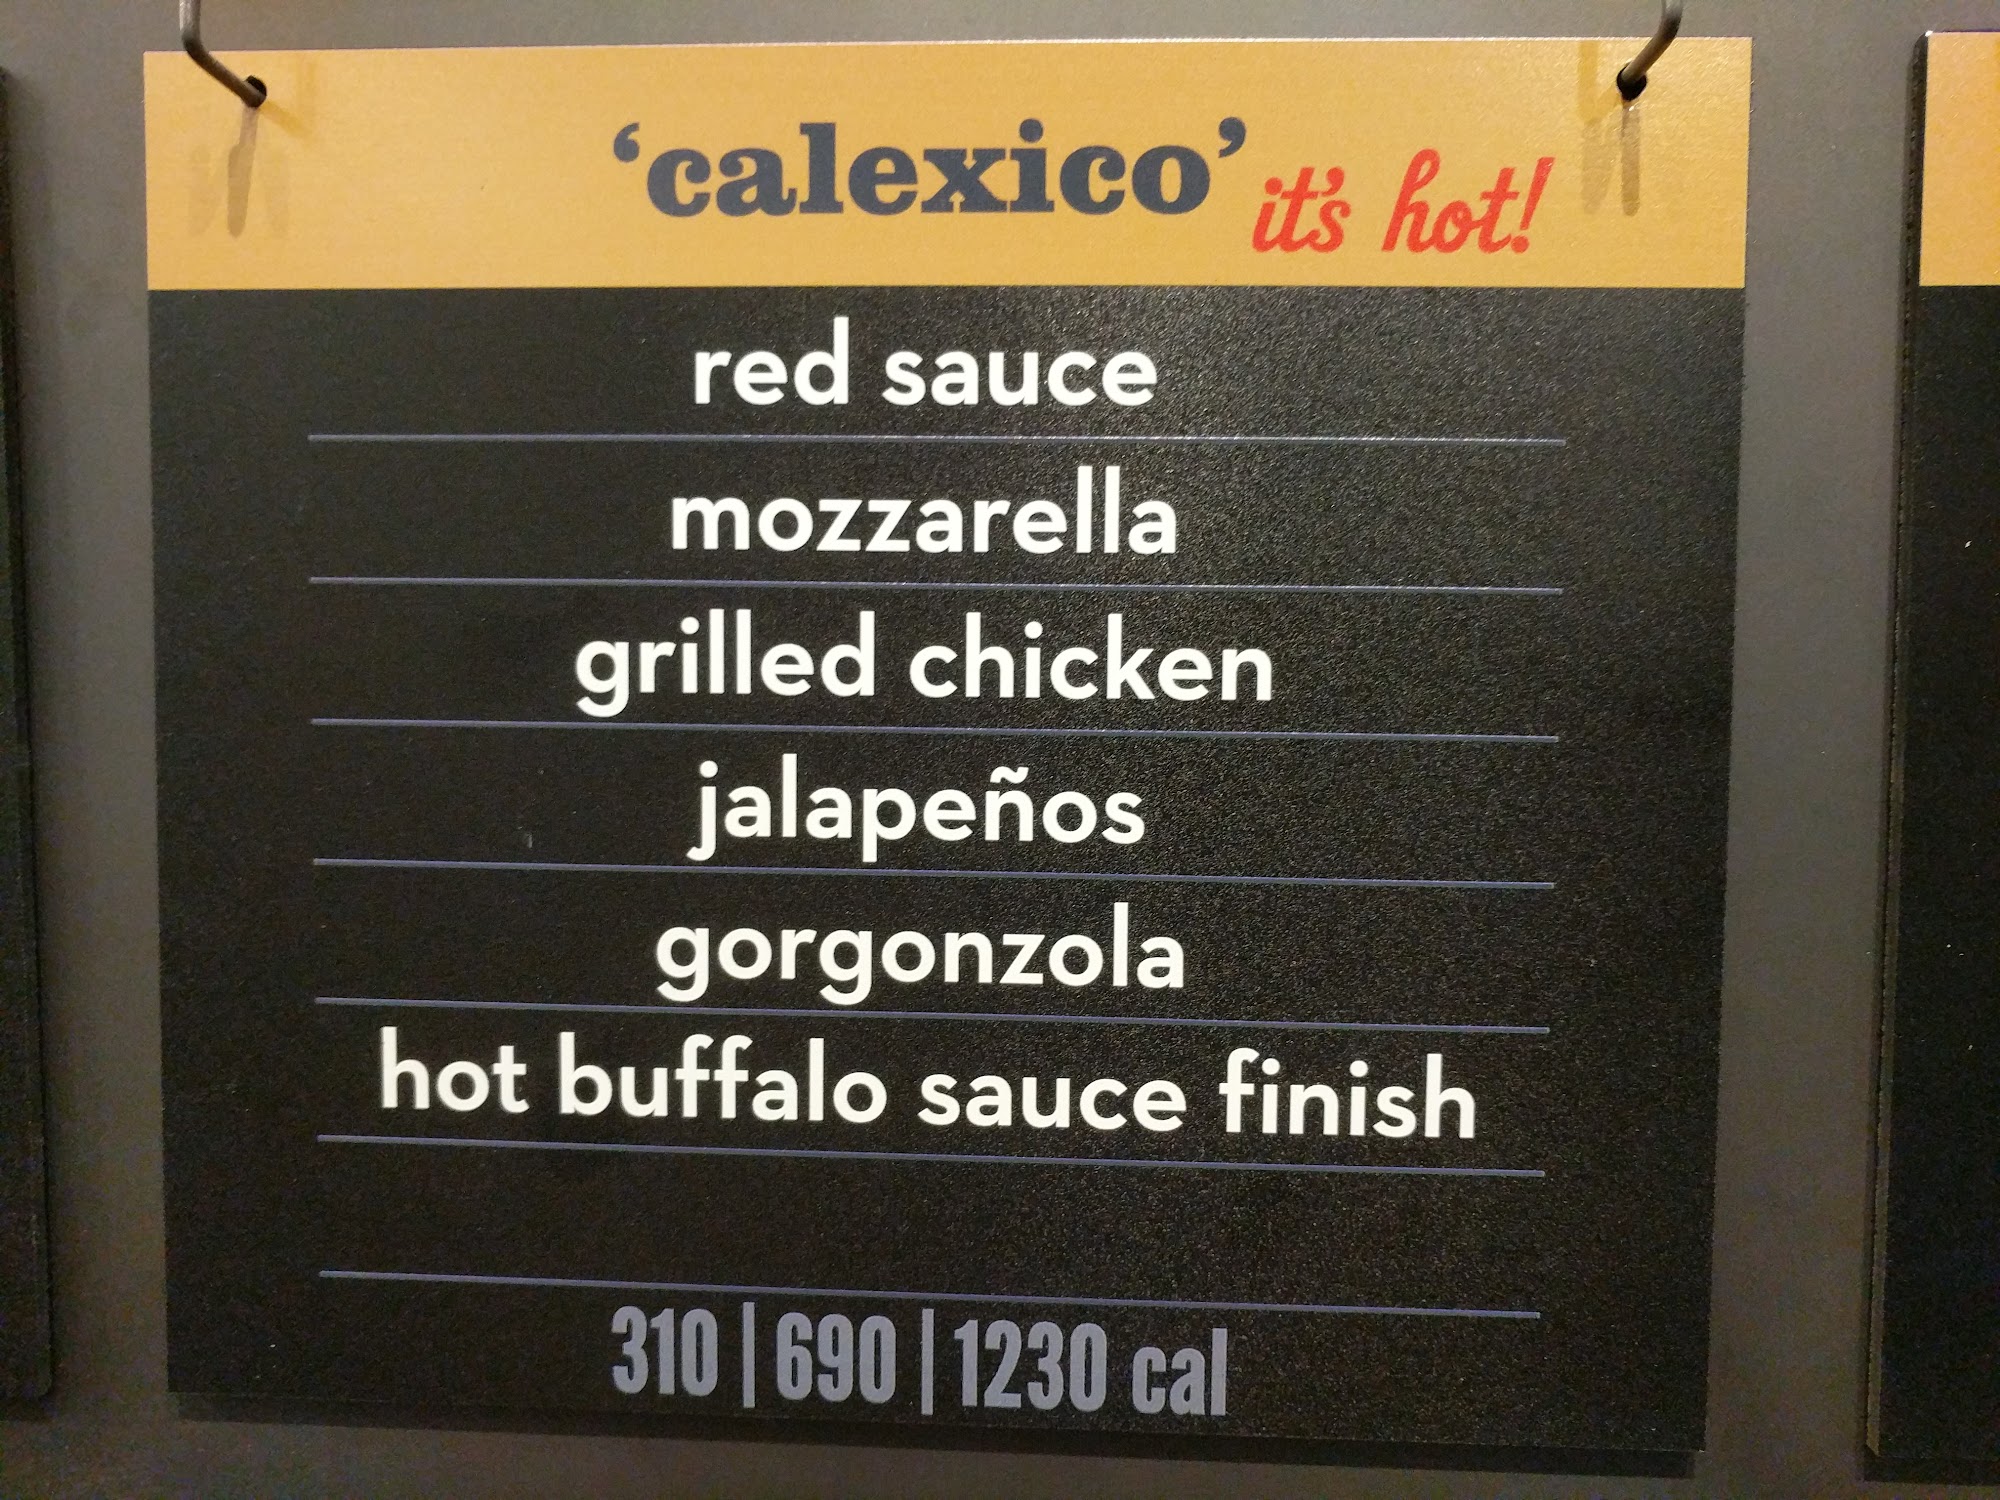 ‘calexico’ it's hot!
red sauce
mozzarella
grilled chicken
jalapeños
gorgonzola
hot buffalo sauce finish
310 | 690 | 1230 cal